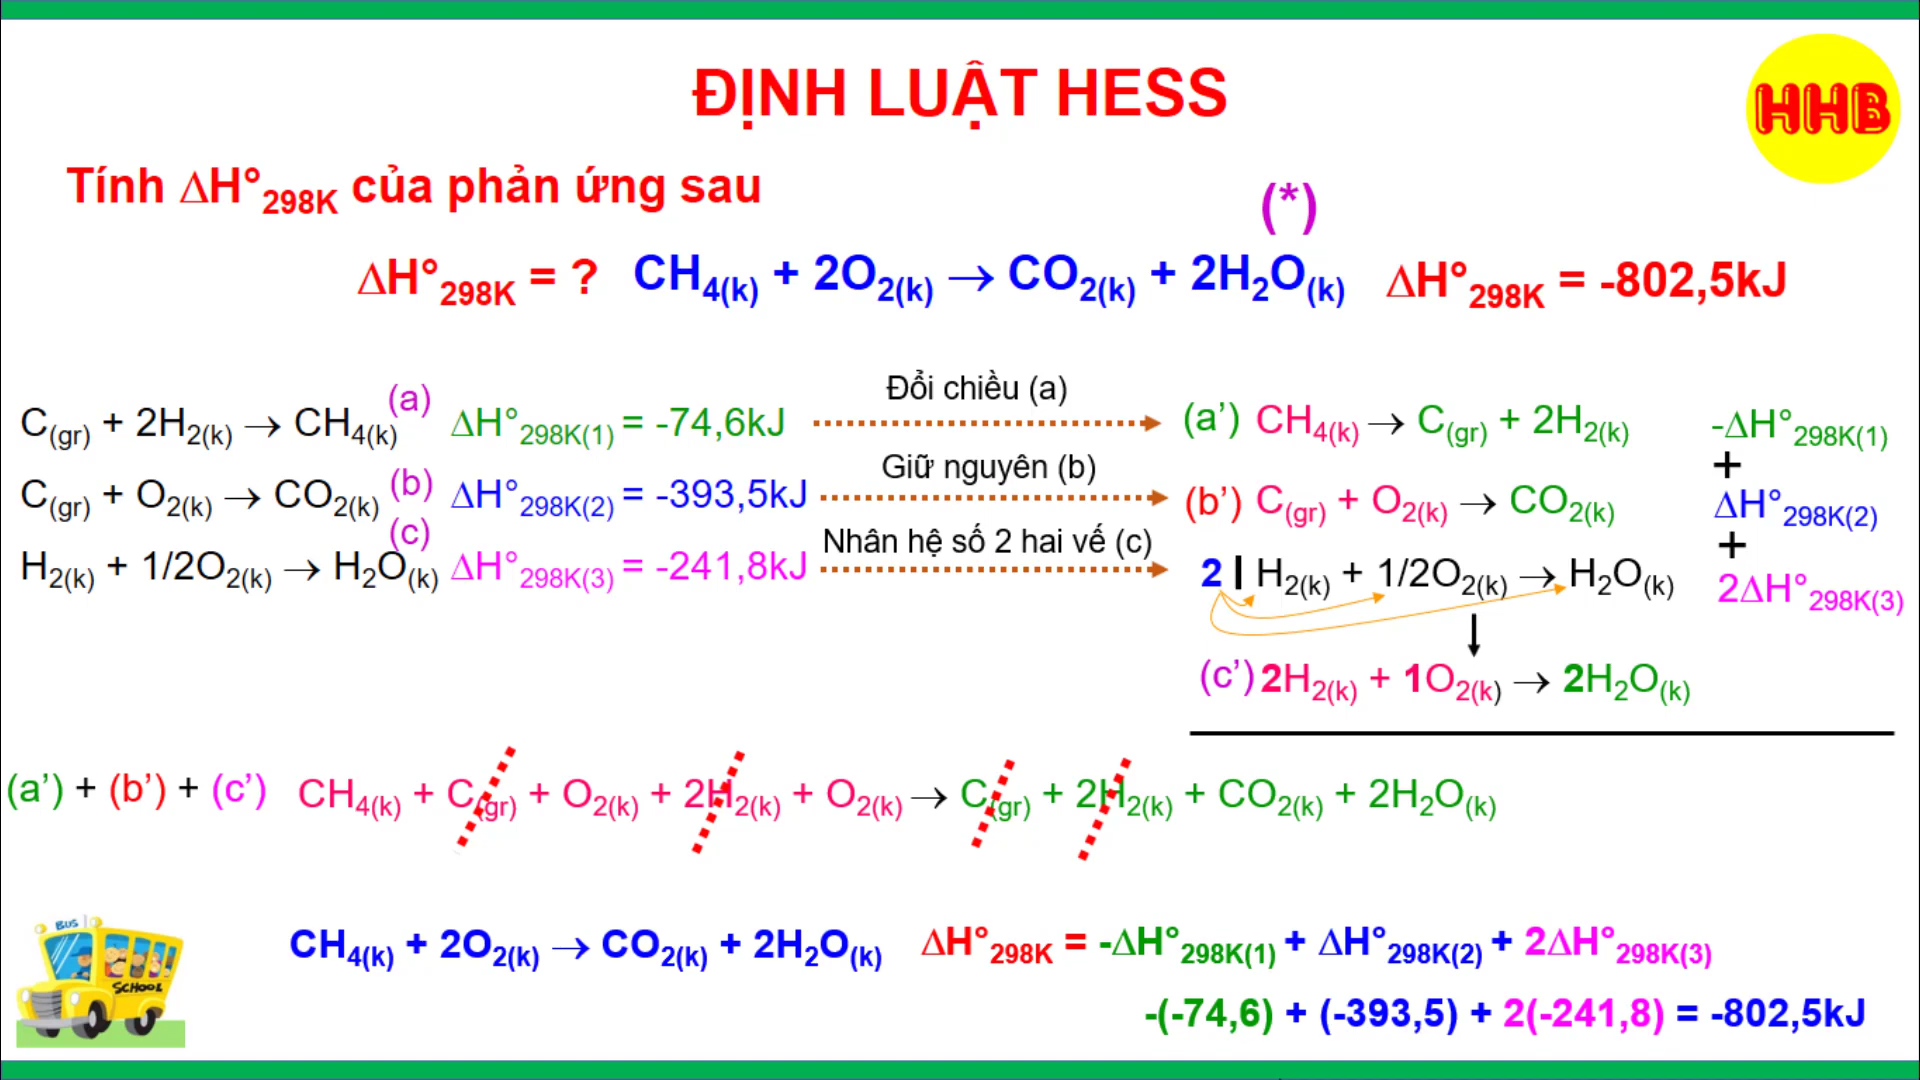 ĐỊNH LUẬT HESS
HHB
Tính ΔH°298K của phản ứng sau
(*)
ΔH°298K = ? CH4(k) + 2O2(k) → CO2(k) + 2H2O(k) ΔH°298K = -802,5kJ
C(gr) + 2H2(k) → CH4(k) (a) ΔH°298K(1) = -74,6kJ
Đổi chiều (a)
(a’) CH4(k) → C(gr) + 2H2(k) -ΔH°298K(1)
+
C(gr) + O2(k) → CO2(k) (b) ΔH°298K(2) = -393,5kJ
Giữ nguyên (b)
(b’) C(gr) + O2(k) → CO2(k) ΔH°298K(2)
+
H2(k) + 1/2O2(k) → H2O(k) (c) ΔH°298K(3) = -241,8kJ
Nhân hệ số 2 hai vế (c)
2 | H2(k) + 1/2O2(k) → H2O(k) 2ΔH°298K(3)
(c’) 2H2(k) + 1O2(k) → 2H2O(k)
(a’) + (b’) + (c’) CH4(k) + C(gr) + O2(k) + 2H2(k) + O2(k) → C(gr) + 2H2(k) + CO2(k) + 2H2O(k)
BUS
SCHOOL
CH4(k) + 2O2(k) → CO2(k) + 2H2O(k) ΔH°298K = -ΔH°298K(1) + ΔH°298K(2) + 2ΔH°298K(3)
-(-74,6) + (-393,5) + 2(-241,8) = -802,5kJ